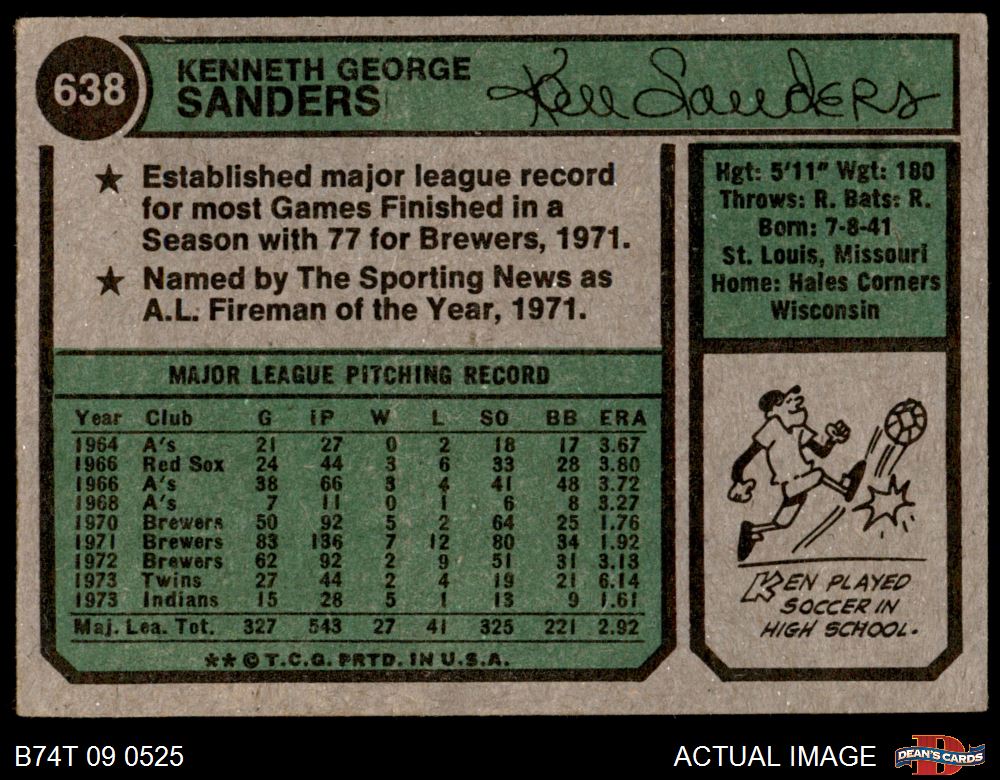 638
KENNETH GEORGE
SANDERS
Ken Sanders
★ Established major league record
for most Games Finished in a
Season with 77 for Brewers, 1971.
★ Named by The Sporting News as
A.L. Fireman of the Year, 1971.
Hgt: 5'11" Wgt: 180
Throws: R. Bats: R.
Born: 7-8-41
St. Louis, Missouri
Home: Hales Corners
Wisconsin
MAJOR LEAGUE PITCHING RECORD
Year Club G IP W L SO BB ERA
1964 A's 21 27 0 2 18 17 3.67
1966 Red Sox 24 44 3 6 33 28 3.80
1966 A's 38 66 3 4 41 48 3.72
1968 A's 7 11 0 1 6 8 3.27
1970 Brewers 50 92 5 2 64 25 1.76
1971 Brewers 83 136 7 12 80 34 1.92
1972 Brewers 62 92 2 9 51 31 3.13
1973 Twins 27 44 2 4 19 21 6.14
1973 Indians 15 28 5 1 13 9 1.61
Maj. Lea. Tot. 327 543 27 41 325 221 2.92
** © T.C.G. PRTD. IN U.S.A.
KEN PLAYED
SOCCER IN
HIGH SCHOOL.
B74T 09 0525
ACTUAL IMAGE
D
DEAN'S CARDS